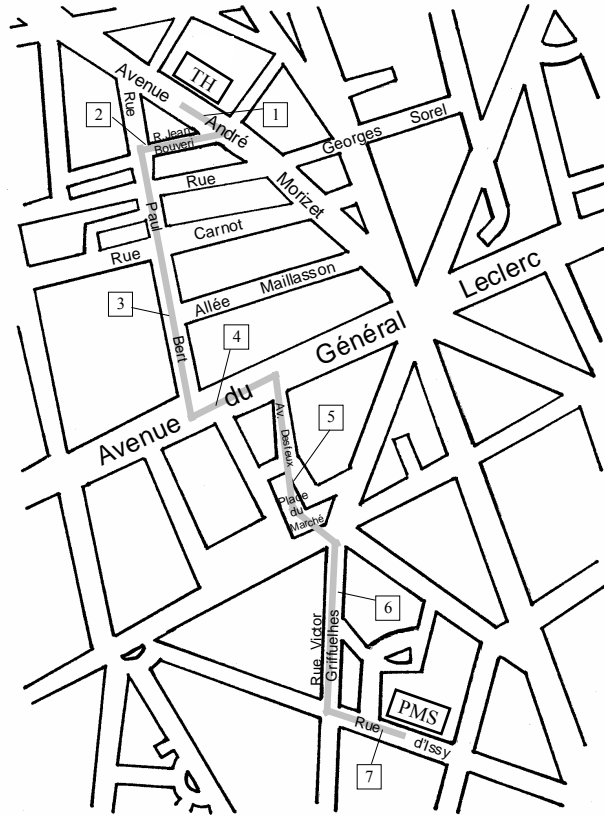 TH
Avenue
André
Morizet
1
Rue
2
R. Jean
Bouveri
Georges Sorel
Rue
Carnot
Paul
Rue
Allée Maillasson
Leclerc
3
4
Bert
Général
du
Avenue
Av.
Desfeux
5
Place
du
Marché
6
Rue Victor
Griffuelhes
PMS
Rue
d'Issy
7